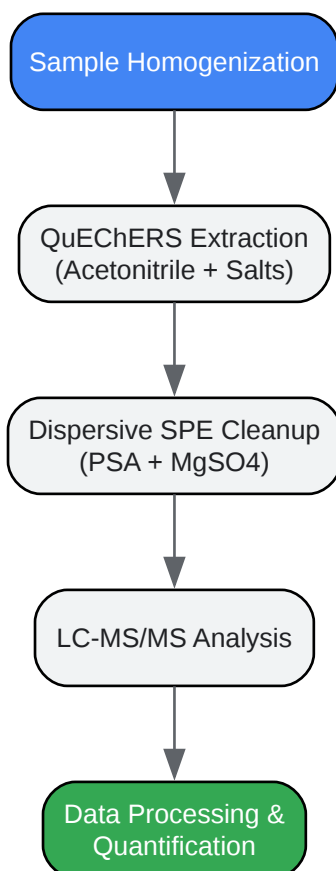 Sample Homogenization
QuEChERS Extraction
(Acetonitrile + Salts)
Dispersive SPE Cleanup
(PSA + MgSO4)
LC-MS/MS Analysis
Data Processing &
Quantification